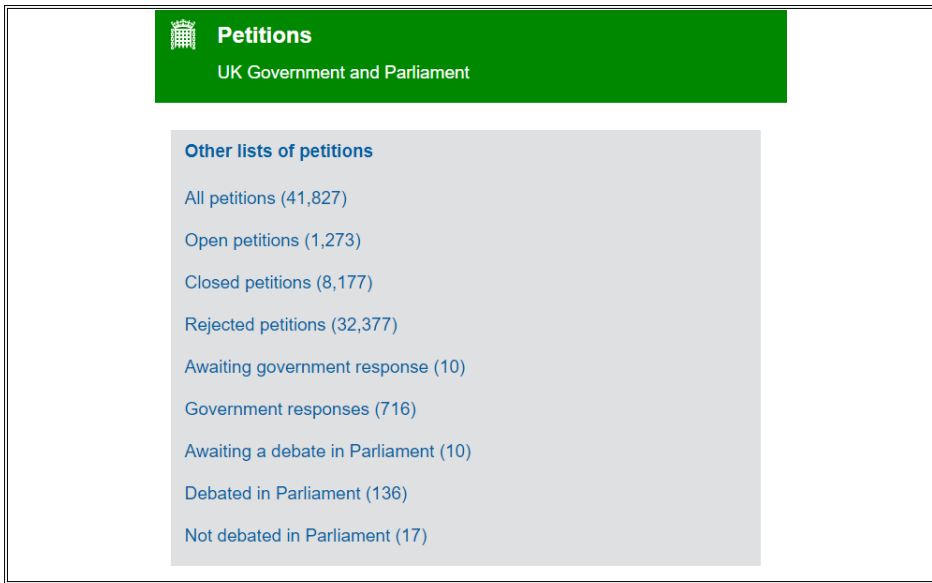 Petitions
UK Government and Parliament
Other lists of petitions
All petitions (41,827)
Open petitions (1,273)
Closed petitions (8,177)
Rejected petitions (32,377)
Awaiting government response (10)
Government responses (716)
Awaiting a debate in Parliament (10)
Debated in Parliament (136)
Not debated in Parliament (17)